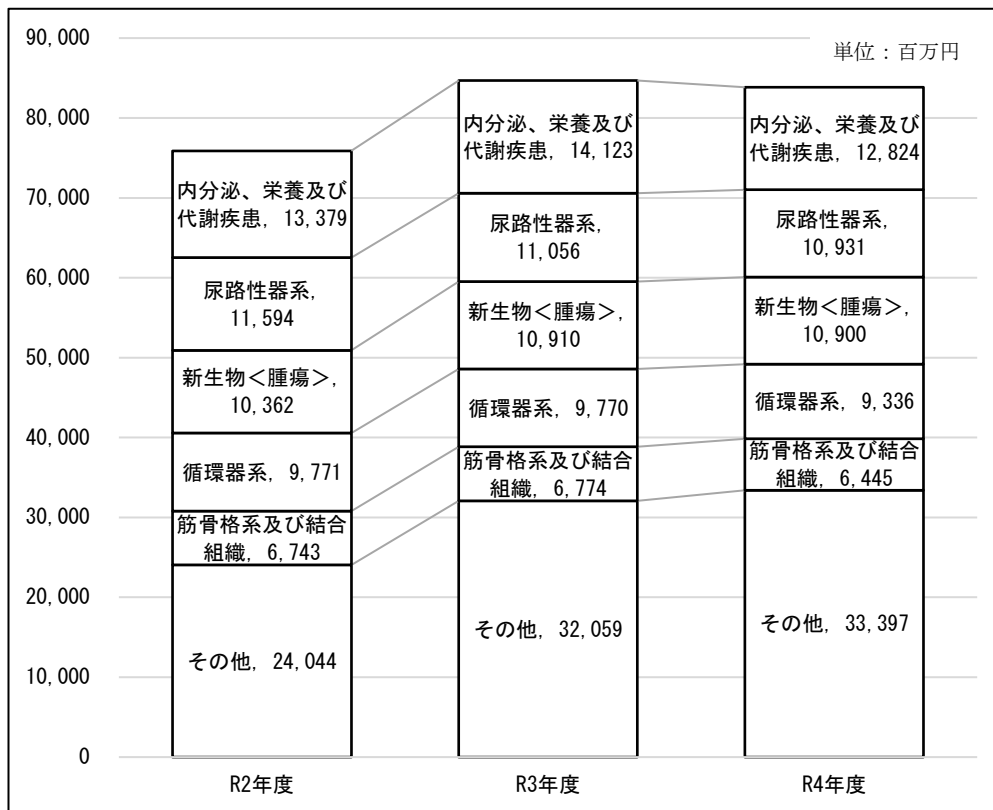 90,000
80,000
70,000
60,000
50,000
40,000
30,000
20,000
10,000
0
単位：百万円
内分泌、栄養及び
代謝疾患, 13,379
尿路性器系,
11,594
新生物＜腫瘍＞,
10,362
循環器系, 9,771
筋骨格系及び結合
組織, 6,743
その他, 24,044
内分泌、栄養及び
代謝疾患, 14,123
尿路性器系,
11,056
新生物＜腫瘍＞,
10,910
循環器系, 9,770
筋骨格系及び結合
組織, 6,774
その他, 32,059
内分泌、栄養及び
代謝疾患, 12,824
尿路性器系,
10,931
新生物＜腫瘍＞,
10,900
循環器系, 9,336
筋骨格系及び結合
組織, 6,445
その他, 33,397
R2年度
R3年度
R4年度